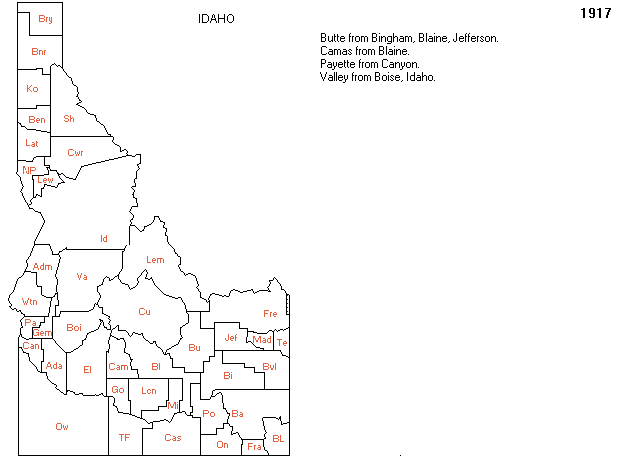 1917
IDAHO
Butte from Bingham, Blaine, Jefferson.
Camas from Blaine.
Payette from Canyon.
Valley from Boise, Idaho.
Bry
Bnr
Ko
Sh
Ben
Lat
Cwr
NP
Lew
Id
Adm
Lem
Va
Wtn
Cu
Fre
Pa
Boi
Gem
Can
Jef
Mad
Te
Bu
Ada
El
Cam
Bl
Bi
Bvl
Go
Lcn
Mi
Po
Ba
Ow
TF
Cas
On
Fra
BL